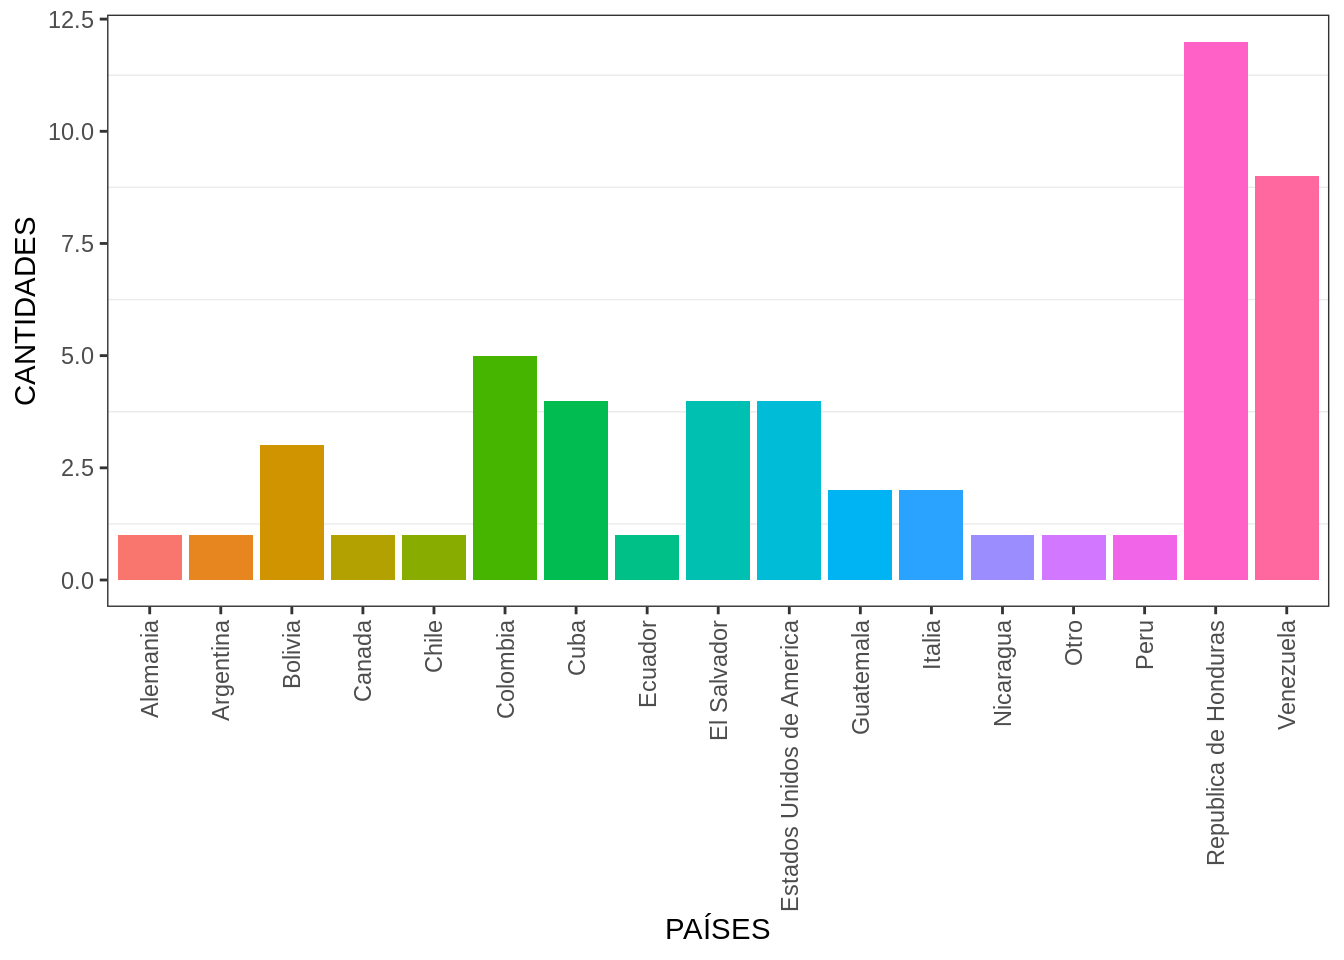 12.5
10.0
7.5
5.0
2.5
0.0
CANTIDADES
Alemania
Argentina
Bolivia
Canada
Chile
Colombia
Cuba
Ecuador
El Salvador
Estados Unidos de America
Guatemala
Italia
Nicaragua
Otro
Peru
Republica de Honduras
Venezuela
PAÍSES